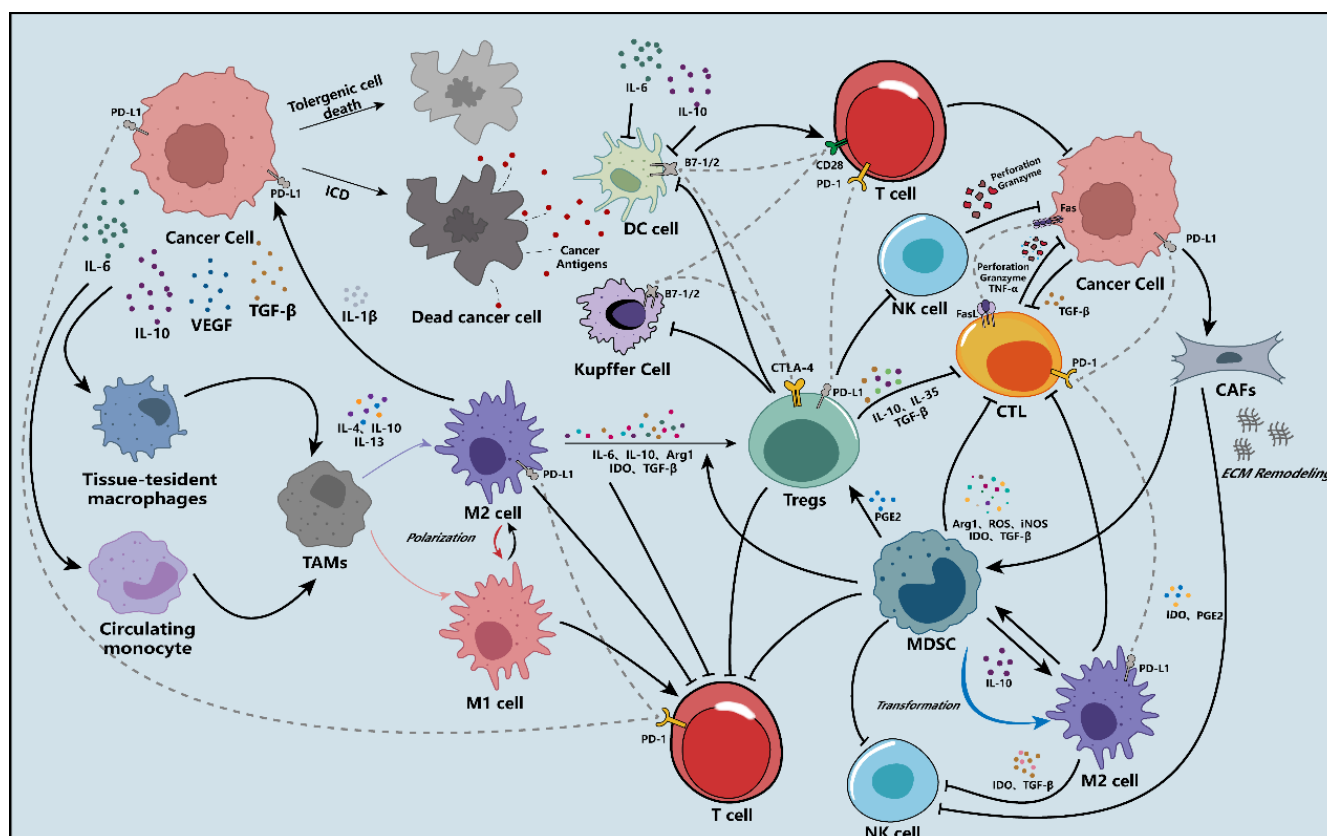 PD-L1
Tolergenic cell
death
ICD
PD-L1
Cancer Cell
IL-6
IL-10
VEGF
TGF-β
IL-1β
Cancer
Antigens
Dead cancer cell
IL-6
IL-10
B7-1/2
DC cell
B7-1/2
Kupffer Cell
CD28
PD-1
T cell
Perforation
Granzyme
NK cell
Fas
PD-L1
Cancer Cell
Perforation
Granzyme
TNF-α
TGF-β
FasL
PD-1
CTL
CAFs
ECM Remodeling
Tissue-tesident
macrophages
Circulating
monocyte
TAMs
IL-4、IL-10
IL-13
PD-L1
M2 cell
Polarization
M1 cell
IL-6、IL-10、Arg1
IDO、TGF-β
CTLA-4
PD-L1
Tregs
IL-10、IL-35
TGF-β
PGE2
Arg1、ROS、iNOS
IDO、TGF-β
MDSC
IL-10
Transformation
IDO、PGE2
PD-L1
M2 cell
IDO、TGF-β
NK cell
PD-1
T cell